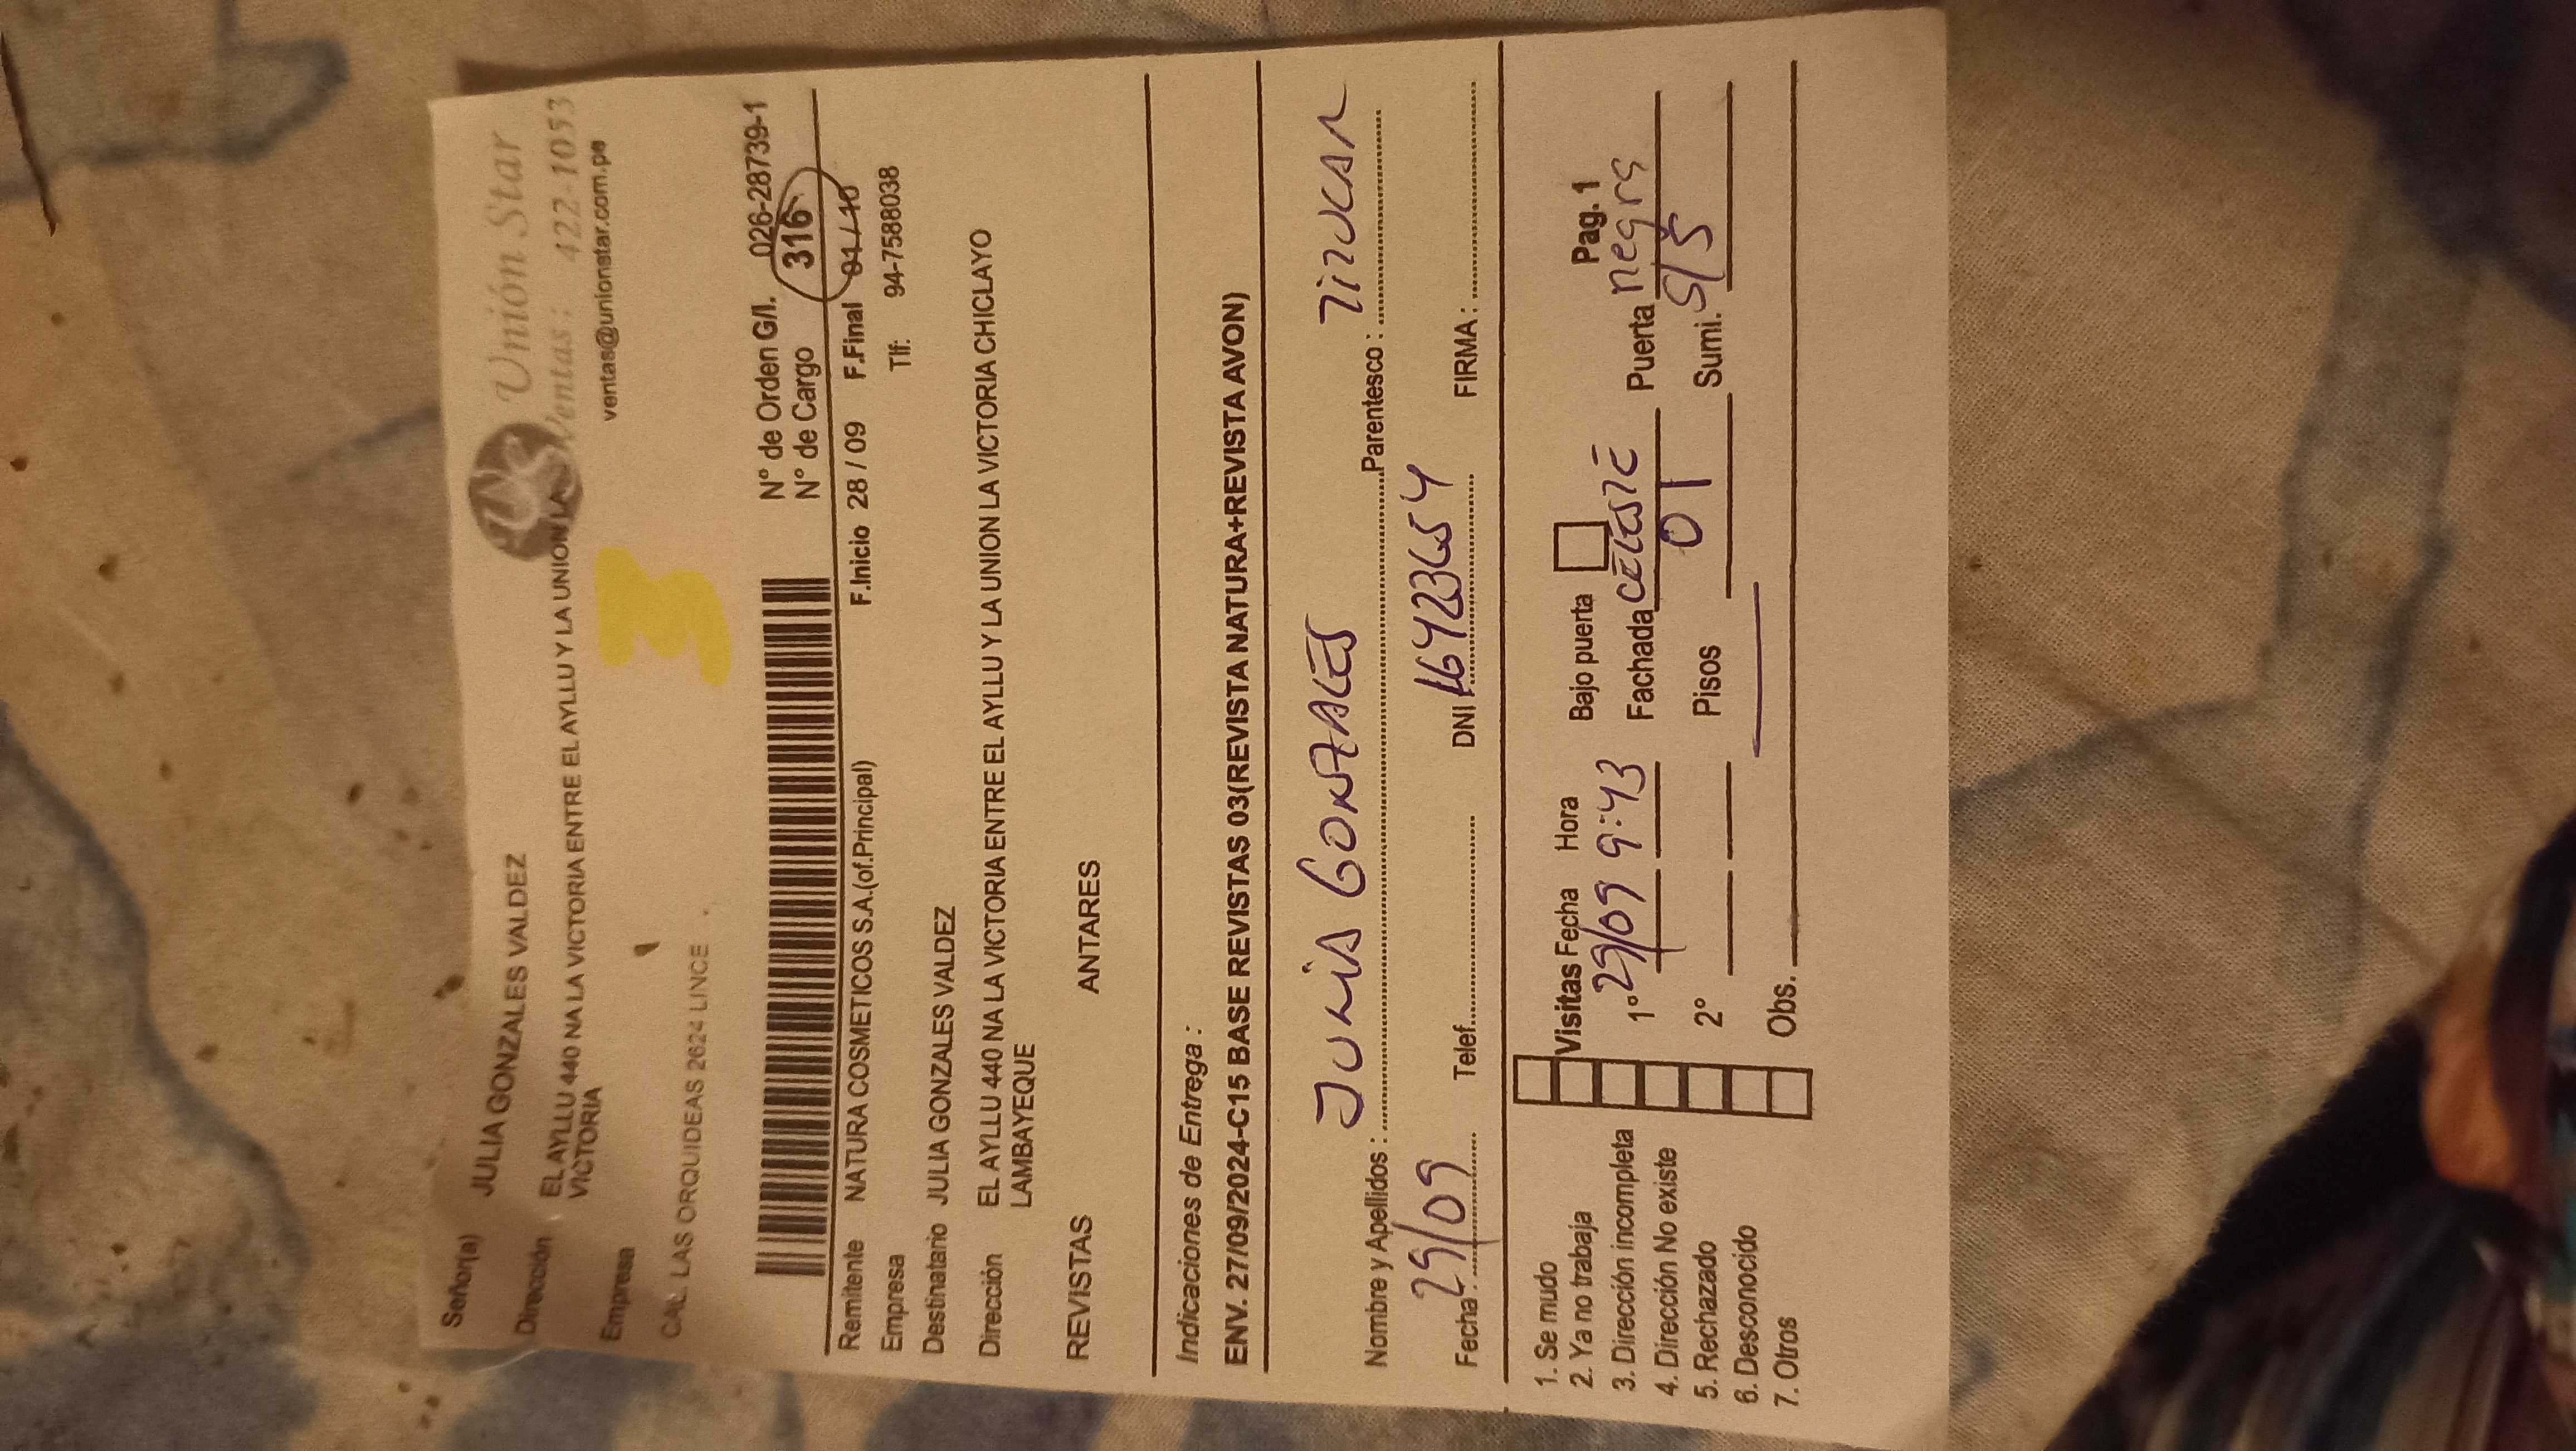 Unión Star
Ventas: 422-1053
ventas@unionstar.com.pe
Señor(a) JULIA GONZALES VALDEZ
Dirección EL AYLLU 440 NA LA VICTORIA ENTRE EL AYLLU Y LA UNION LA
VICTORIA
Empresa
3
CAL. LAS ORQUIDEAS 2624 LINCE
N° de Orden G/I. 026-28739-1
N° de Cargo 316
Remitente NATURA COSMETICOS S.A.(of.Principal) F.Inicio 28 / 09 F.Final 01 / 10
Empresa Tlf: 94-7588038
Destinatario JULIA GONZALES VALDEZ
Dirección EL AYLLU 440 NA LA VICTORIA ENTRE EL AYLLU Y LA UNION LA VICTORIA CHICLAYO
LAMBAYEQUE
REVISTAS ANTARES
Indicaciones de Entrega :
ENV. 27/09/2024-C15 BASE REVISTAS 03(REVISTA NATURA+REVISTA AVON)
Nombre y Apellidos : GONZALES Parentesco :
Fecha : 29/09 Telef. DNI 16423654 FIRMA :
1. Se mudo
2. Ya no trabaja
3. Dirección incompleta
4. Dirección No existe
5. Rechazado
6. Desconocido
7. Otros
Visitas Fecha Hora Bajo puerta Pag. 1
1° 29/09 9:43 Fachada CELESTE Puerta negra
2° Pisos 01 Sumi. S/S
Obs.